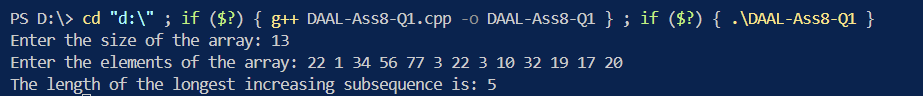 PS D:\> cd "d:\" ; if ($?) { g++ DAAL-Ass8-Q1.cpp -o DAAL-Ass8-Q1 } ; if ($?) { .\DAAL-Ass8-Q1 }
Enter the size of the array: 13
Enter the elements of the array: 22 1 34 56 77 3 22 3 10 32 19 17 20
The length of the longest increasing subsequence is: 5